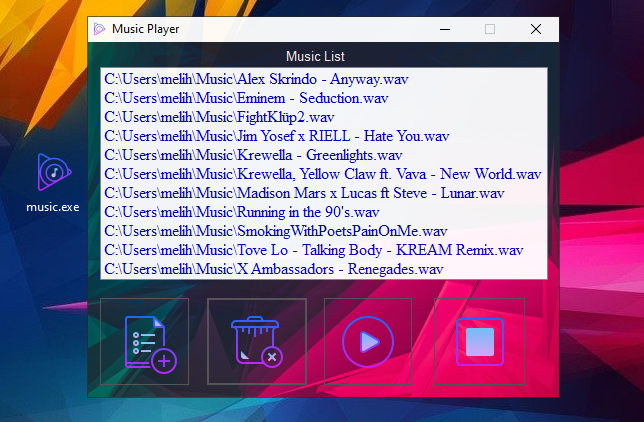 Music Player
Music List
C:\Users\melih\Music\Alex Skrindo - Anyway.wav
C:\Users\melih\Music\Eminem - Seduction.wav
C:\Users\melih\Music\FightKlüp2.wav
C:\Users\melih\Music\Jim Yosef x RIELL - Hate You.wav
C:\Users\melih\Music\Krewella - Greenlights.wav
C:\Users\melih\Music\Krewella, Yellow Claw ft. Vava - New World.wav
C:\Users\melih\Music\Madison Mars x Lucas ft Steve - Lunar.wav
C:\Users\melih\Music\Running in the 90's.wav
C:\Users\melih\Music\SmokingWithPoetsPainOnMe.wav
C:\Users\melih\Music\Tove Lo - Talking Body - KREAM Remix.wav
C:\Users\melih\Music\X Ambassadors - Renegades.wav
music.exe